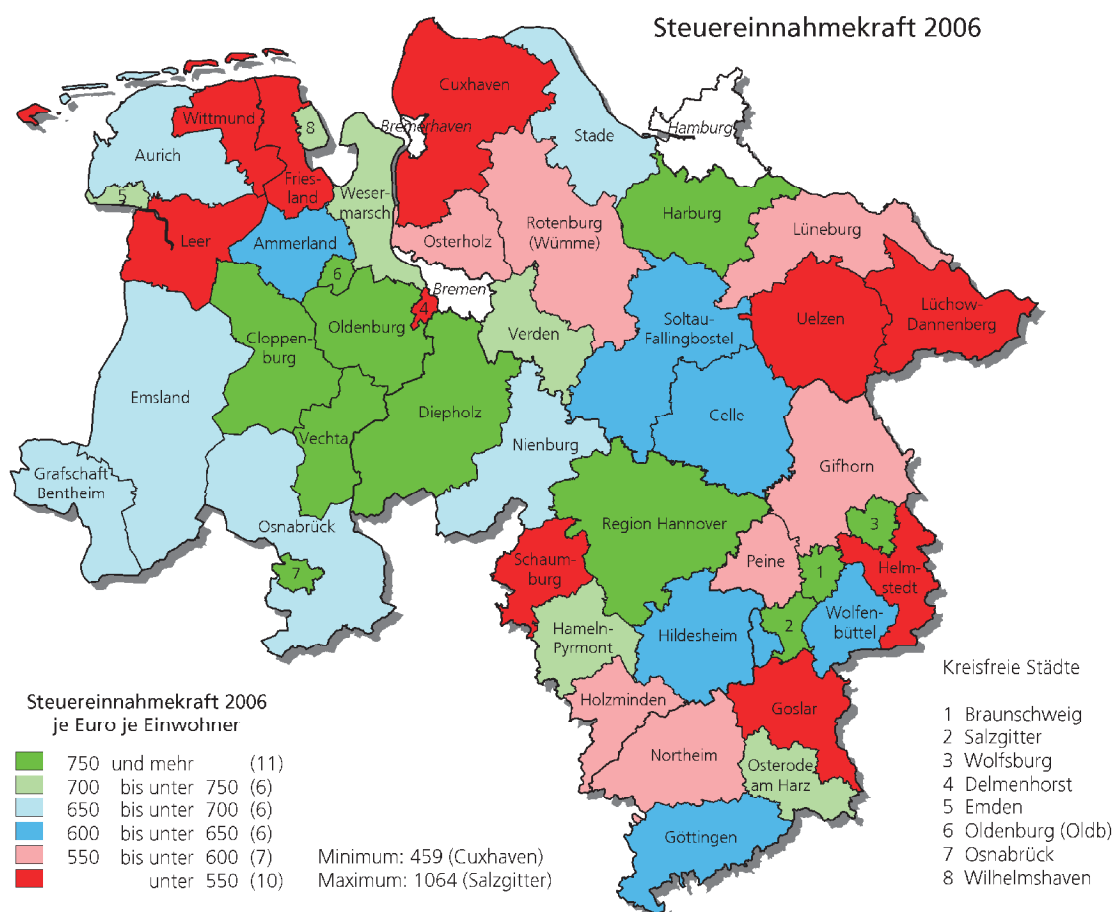 Steuereinnahmekraft 2006
Cuxhaven
Wittmund
8
Bremerhaven
Hamburg
Stade
Aurich
Fries-
land
Weser-
marsch
5
Harburg
Rotenburg
(Wümme)
Lüneburg
Leer
Ammerland
Osterholz
6
Bremen
4
Oldenburg
Verden
Soltau-
Fallingbostel
Uelzen
Lüchow-
Dannenberg
Cloppen-
burg
Emsland
Diepholz
Celle
Vechta
Nienburg
Grafschaft
Bentheim
Gifhorn
Osnabrück
Region Hannover
3
7
Schaum-
burg
Peine
1
Helm-
stedt
Hameln-
Pyrmont
Hildesheim
2
Wolfen-
büttel
Holzminden
Goslar
Northeim
Osterode
am Harz
Göttingen
Steuereinnahmekraft 2006
je Euro je Einwohner
750 und mehr (11)
700 bis unter 750 (6)
650 bis unter 700 (6)
600 bis unter 650 (6)
550 bis unter 600 (7)
unter 550 (10)
Minimum: 459 (Cuxhaven)
Maximum: 1064 (Salzgitter)
Kreisfreie Städte
1 Braunschweig
2 Salzgitter
3 Wolfsburg
4 Delmenhorst
5 Emden
6 Oldenburg (Oldb)
7 Osnabrück
8 Wilhelmshaven